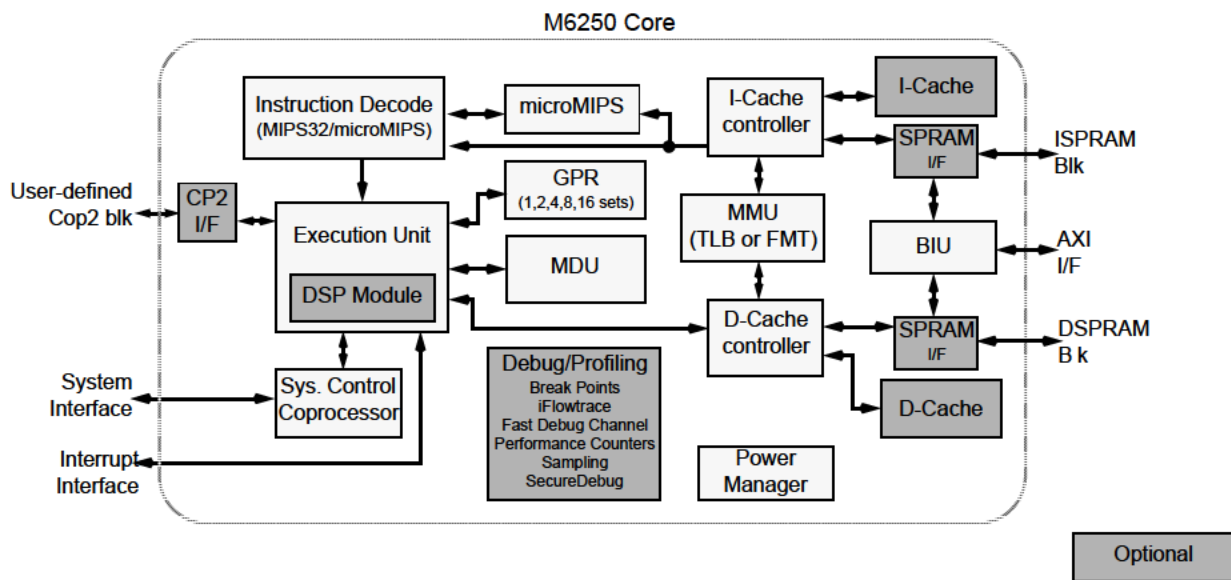 M6250 Core
Instruction Decode
(MIPS32/microMIPS)
microMIPS
I-Cache
controller
I-Cache
SPRAM
I/F
ISPRAM
Blk
User-defined
Cop2 blk
CP2
I/F
Execution Unit
DSP Module
GPR
(1,2,4,8,16 sets)
MDU
MMU
(TLB or FMT)
BIU
AXI
I/F
D-Cache
controller
SPRAM
I/F
DSPRAM
B k
D-Cache
System
Interface
Sys. Control
Coprocessor
Interrupt
Interface
Debug/Profiling
Break Points
iFlowtrace
Fast Debug Channel
Performance Counters
Sampling
SecureDebug
Power
Manager
Optional